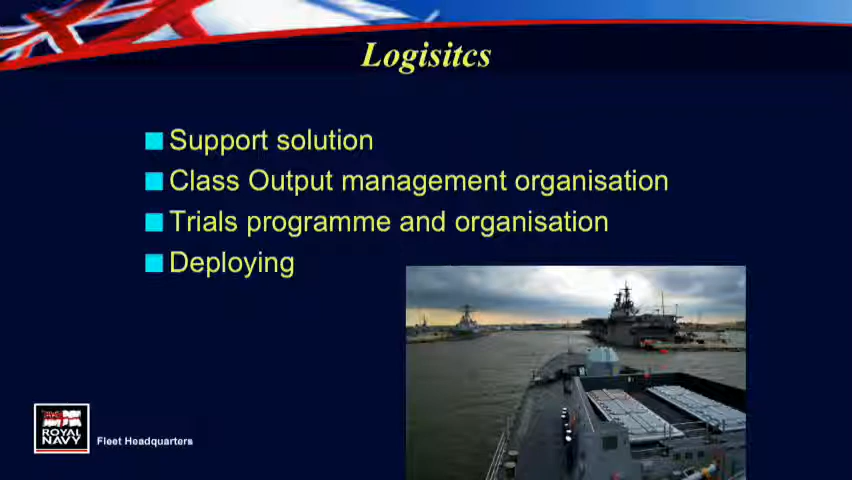 Logisitcs
Support solution
Class Output management organisation
Trials programme and organisation
Deploying
ROYAL
NAVY
Fleet Headquarters